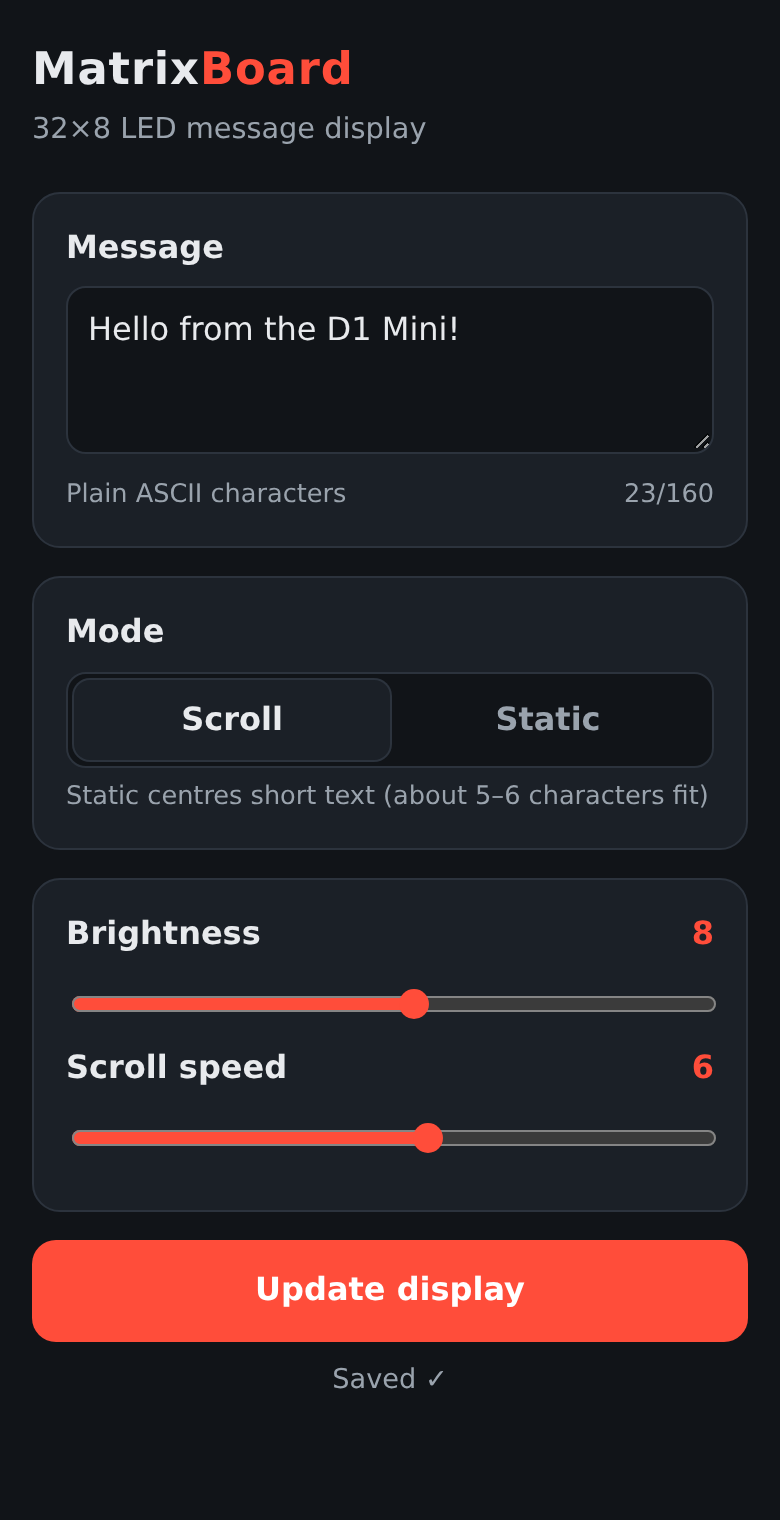 MatrixBoard
32×8 LED message display
Message
Hello from the D1 Mini!
Plain ASCII characters 23/160
Mode
Scroll Static
Static centres short text (about 5–6 characters fit)
Brightness 8
Scroll speed 6
Update display
Saved ✓